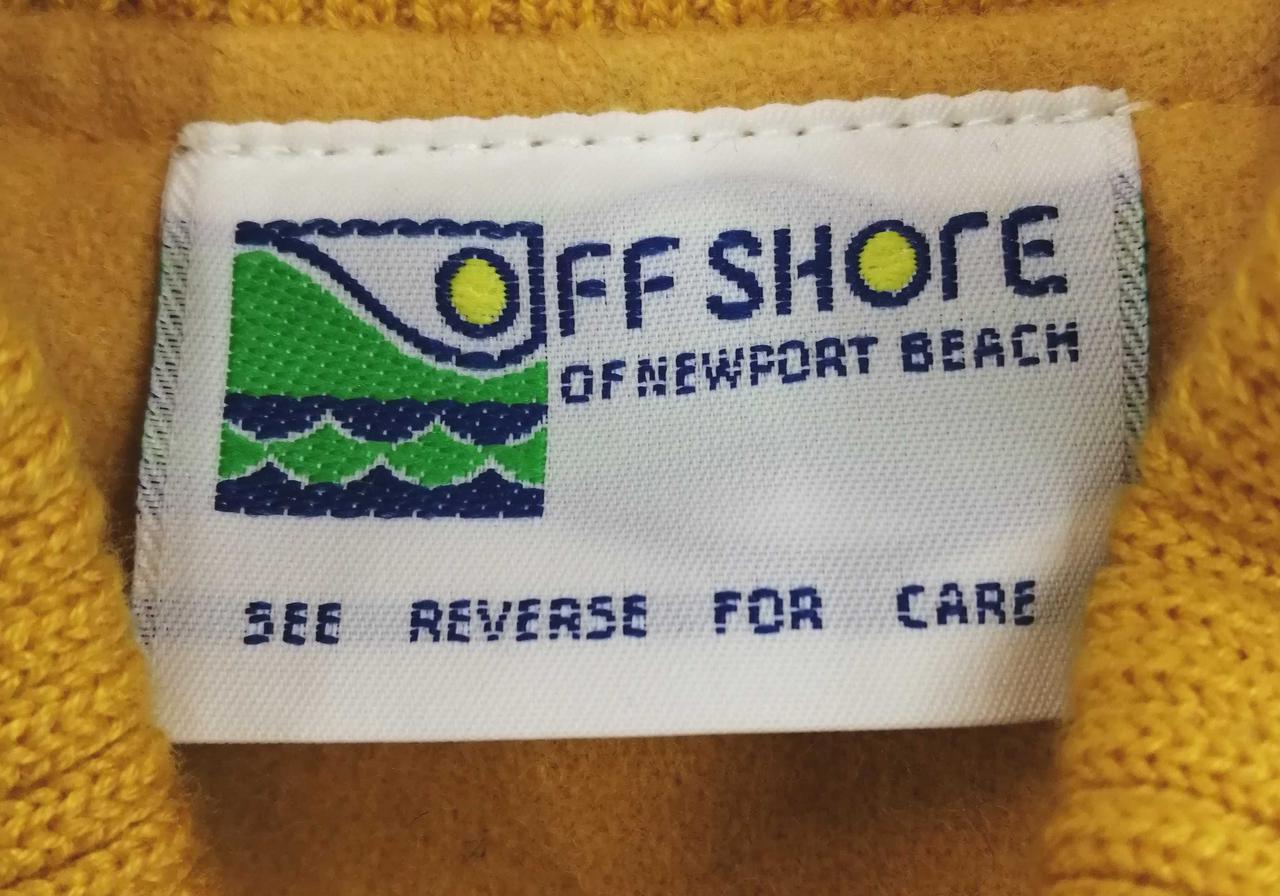 OFF SHORE
OF NEWPORT BEACH
SEE REVERSE FOR CARE